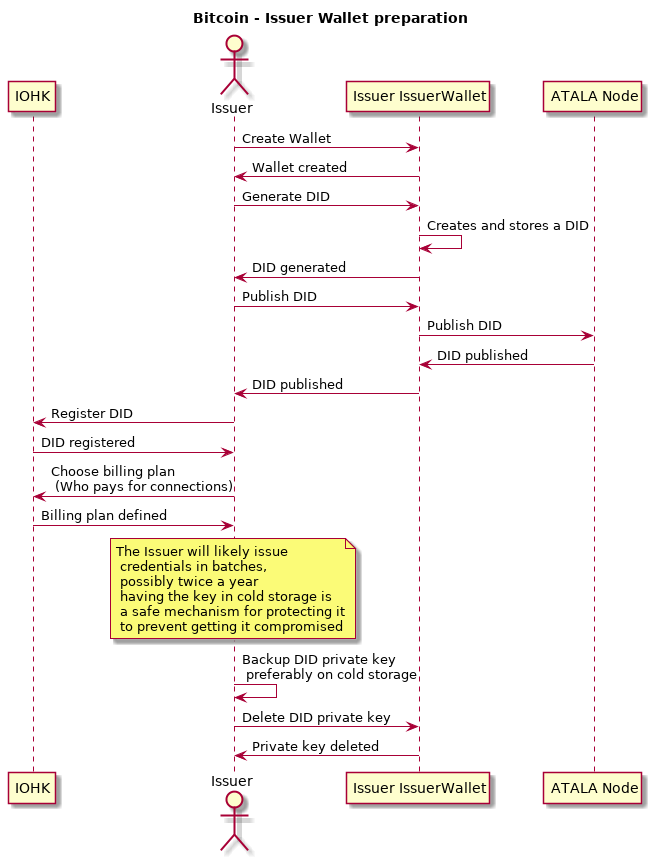 Bitcoin - Issuer Wallet preparation
IOHK
Issuer
Issuer IssuerWallet
ATALA Node
Create Wallet
Wallet created
Generate DID
Creates and stores a DID
DID generated
Publish DID
Publish DID
DID published
DID published
Register DID
DID registered
Choose billing plan
(Who pays for connections)
Billing plan defined
The Issuer will likely issue
credentials in batches,
possibly twice a year
having the key in cold storage is
a safe mechanism for protecting it
to prevent getting it compromised
Backup DID private key
preferably on cold storage
Delete DID private key
Private key deleted
IOHK
Issuer
Issuer IssuerWallet
ATALA Node